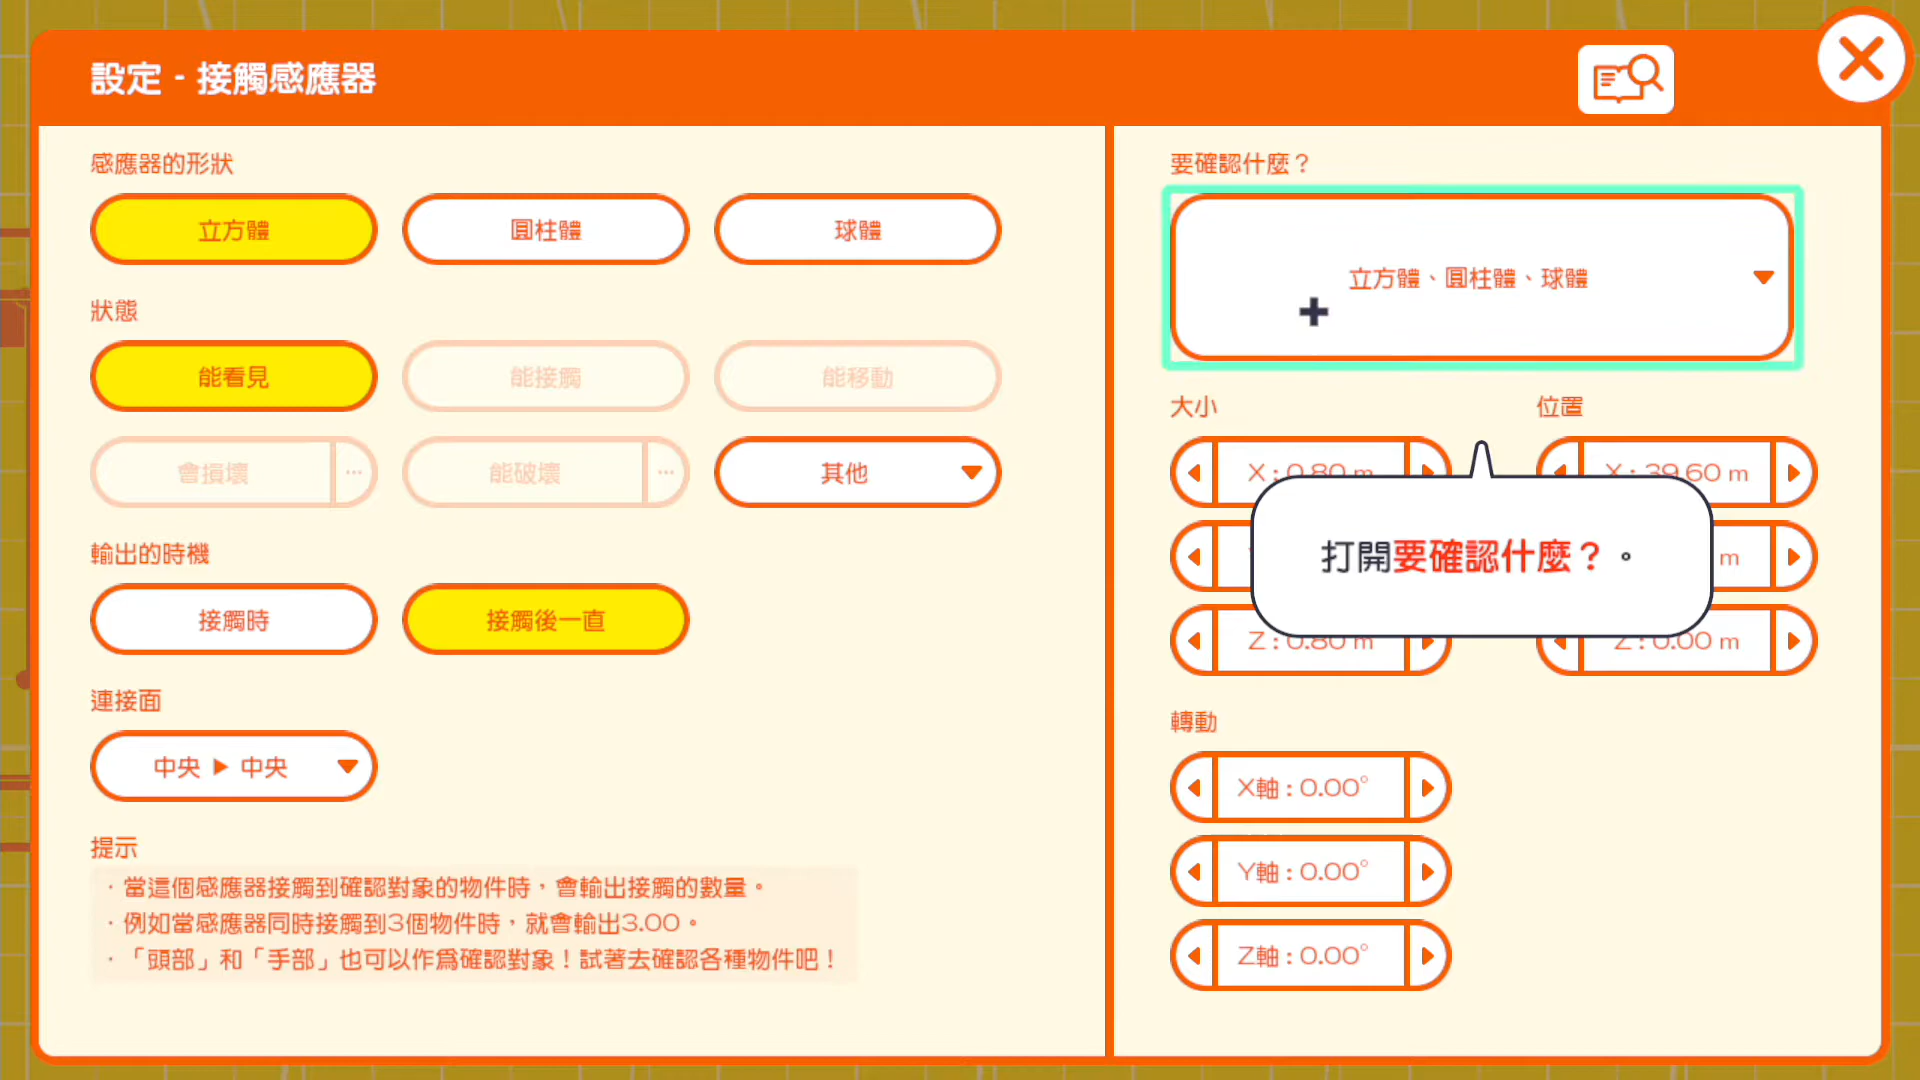 設定 - 接觸感應器
感應器的形狀
立方體
圓柱體
球體
狀態
能看見
能接觸
能移動
會損壞
...
能破壞
...
其他
輸出的時機
接觸時
接觸後一直
連接面
中央 ▶ 中央
提示
·當這個感應器接觸到確認對象的物件時，會輸出接觸的數量。
·例如當感應器同時接觸到3個物件時，就會輸出3.00。
·「頭部」和「手部」也可以作為確認對象！試著去確認各種物件吧！
要確認什麼？
立方體、圓柱體、球體
大小
位置
X：0.80 m
X：39.60 m
m
打開要確認什麼？。
Z：0.80 m
Z：0.00 m
轉動
X軸：0.00°
Y軸：0.00°
Z軸：0.00°